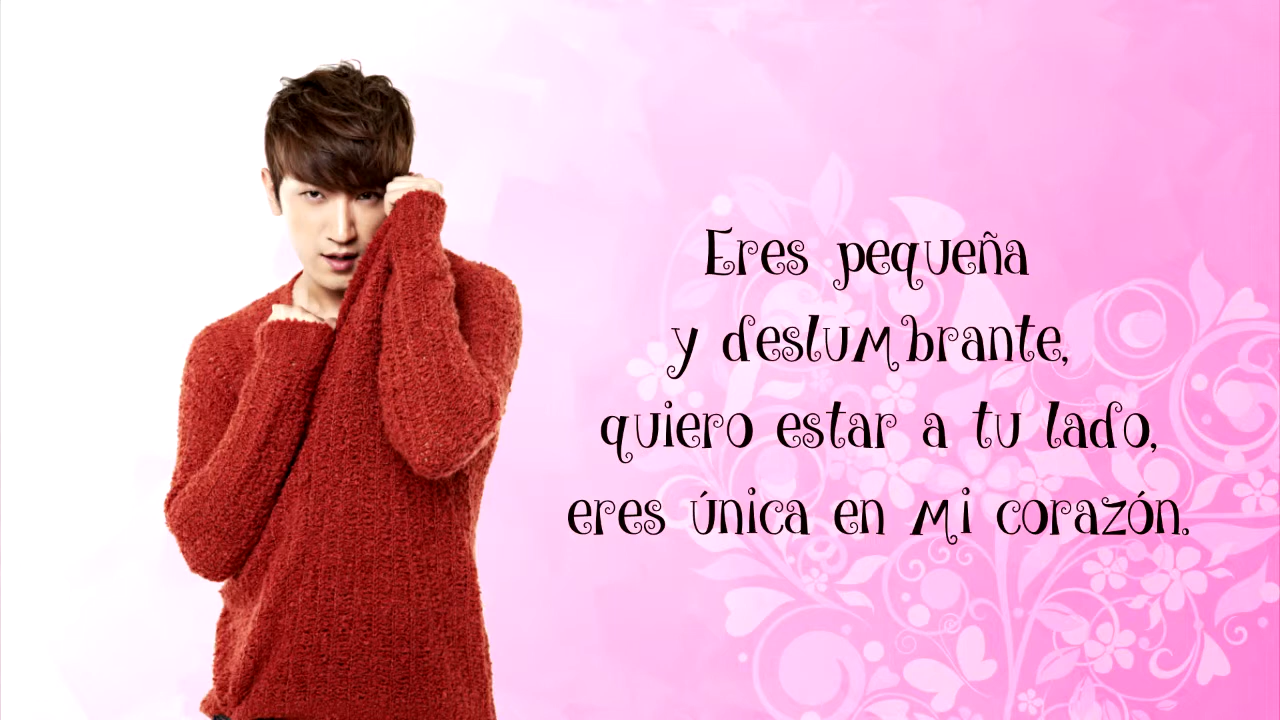 Eres pequeña
y deslumbrante,
quiero estar a tu lado,
eres única en mi corazón.